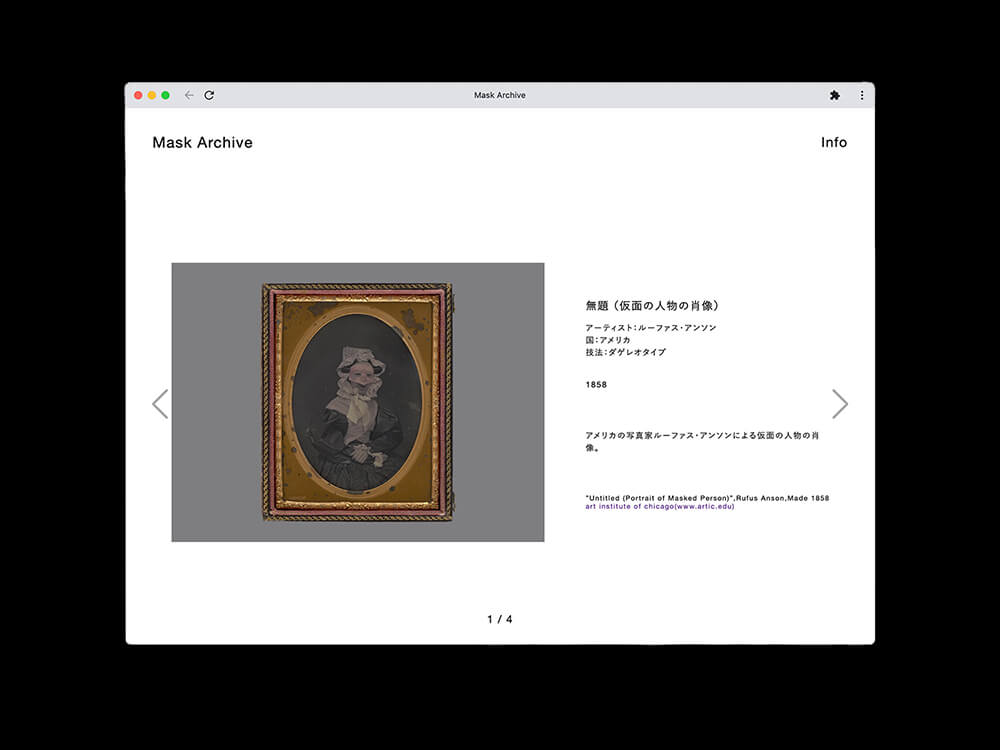 Mask Archive
Mask Archive
Info
無題（仮面の人物の肖像）
アーティスト：ルーファス・アンソン
国：アメリカ
技法：ダゲレオタイプ
1858
アメリカの写真家ルーファス・アンソンによる仮面の人物の肖
像。
"Untitled (Portrait of Masked Person)",Rufus Anson,Made 1858
art institute of chicago(www.artic.edu)
1 / 4